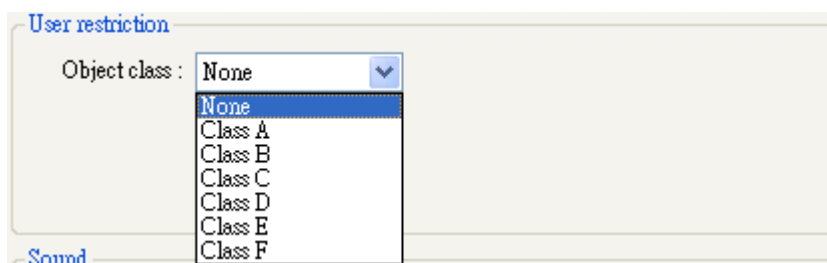 User restriction
Object class : None
None
Class A
Class B
Class C
Class D
Class E
Class F
Sound